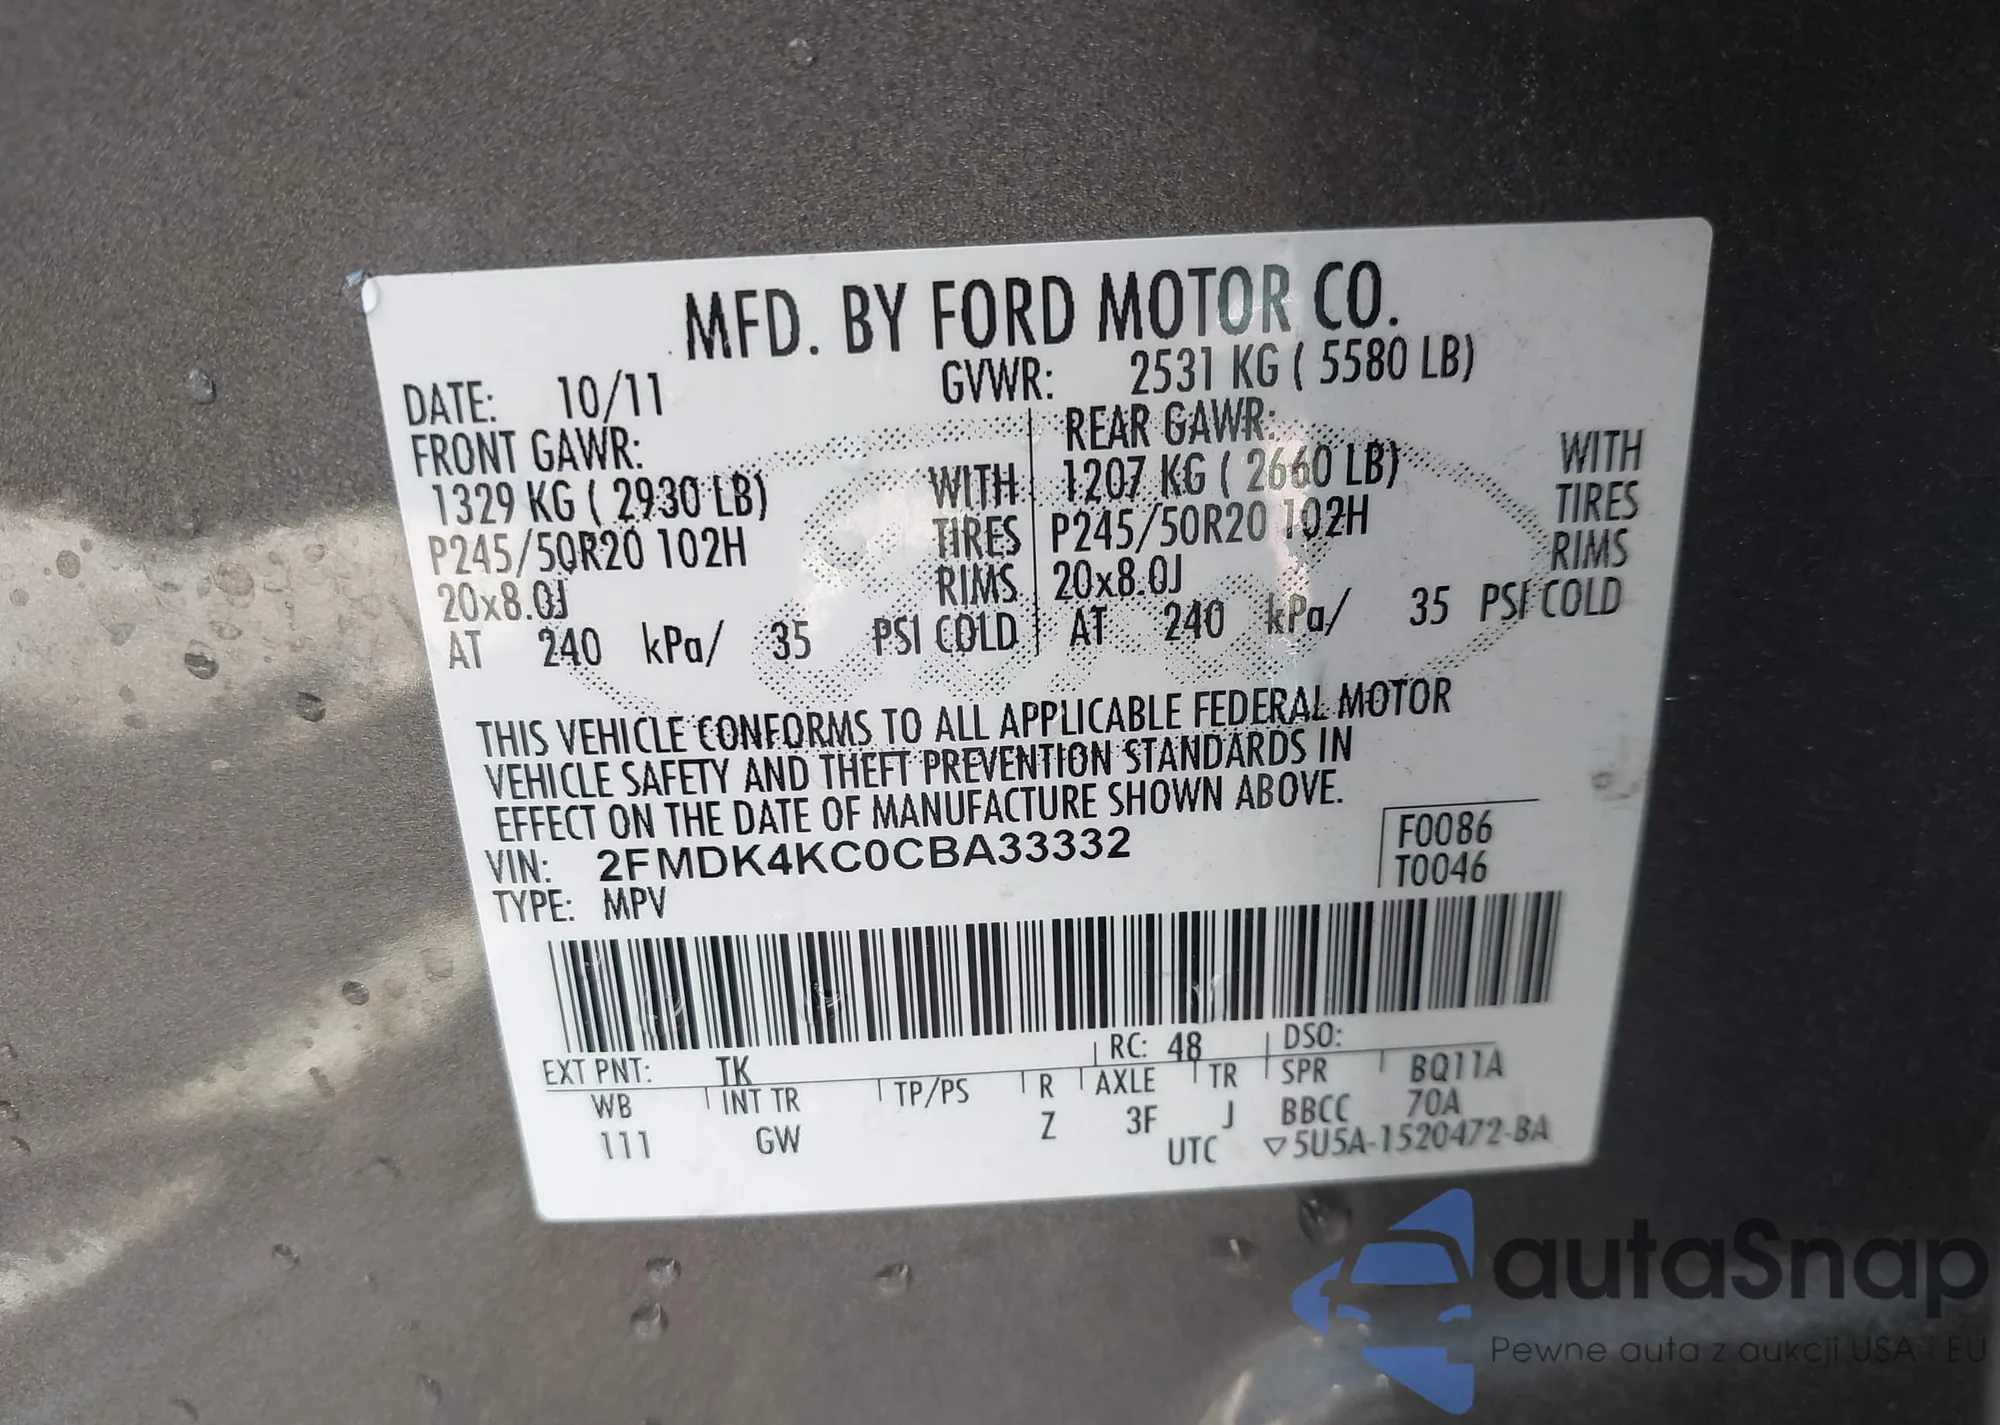 MFD. BY FORD MOTOR CO.
DATE: 10/11 GVWR: 2531 KG ( 5580 LB)
FRONT GAWR: REAR GAWR:
1329 KG ( 2930 LB) WITH 1207 KG ( 2660 LB) WITH
P245/50R20 102H TIRES P245/50R20 102H TIRES
20x8.0J RIMS 20x8.0J RIMS
AT 240 kPa/ 35 PSI COLD AT 240 kPa/ 35 PSI COLD
THIS VEHICLE CONFORMS TO ALL APPLICABLE FEDERAL MOTOR
VEHICLE SAFETY AND THEFT PREVENTION STANDARDS IN
EFFECT ON THE DATE OF MANUFACTURE SHOWN ABOVE.
VIN: 2FMDK4KC0CBA33332 F0086
TYPE: MPV T0046
EXT PNT: TK RC: 48 DSO:
WB INT TR TP/PS R AXLE TR SPR BQ11A
111 GW Z 3F J BBCC 70A
UTC ▽5U5A-1520472-BA
autaSnap
Pewne auta z aukcji USA i EU